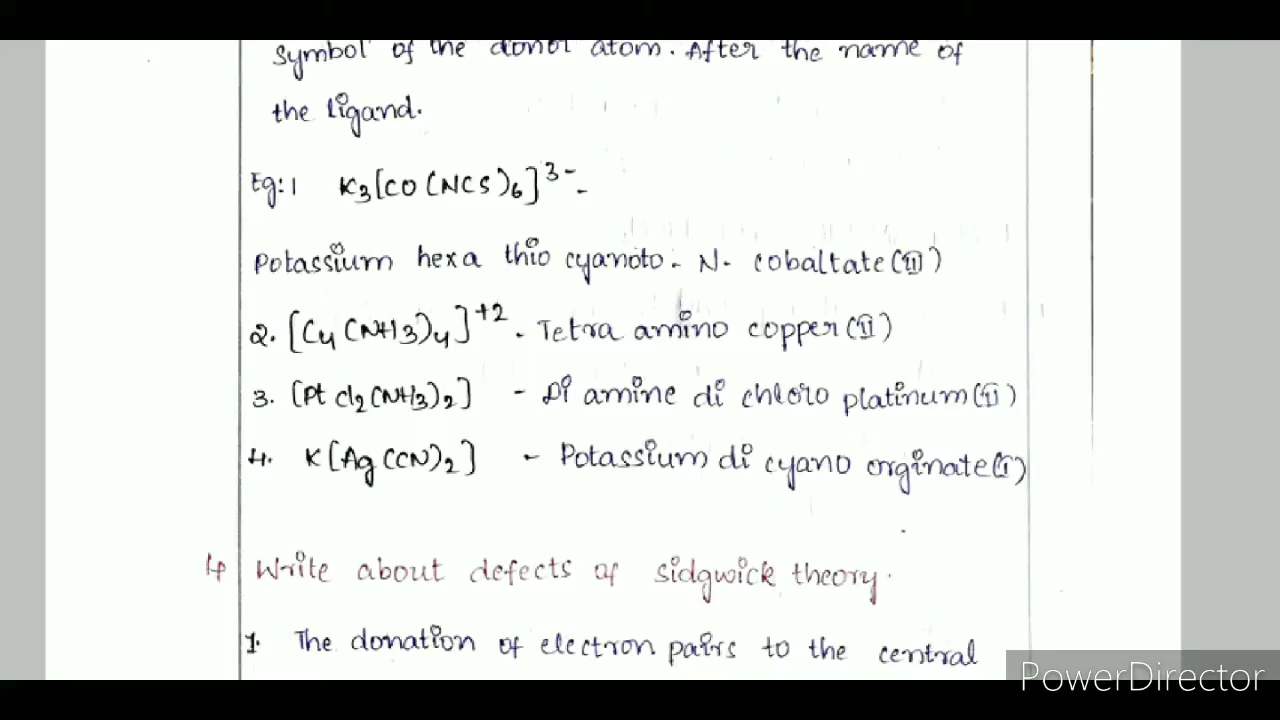 symbol of the donor atom. After the name of
the ligand.
Eg:1 K3[CO(NCS)6]3-
Potassium hexa thio cyanoto - N - cobaltate(II)
2. [Cu(NH3)4]+2 - Tetra amino copper(II)
3. [Pt cl2(NH3)2] - Di amine di chloro platinum(II)
4. K[Ag(CN)2] - Potassium di cyano orginate(I)
4 Write about defects of sidgwick theory.
1. The donation of electron pairs to the central
PowerDirector